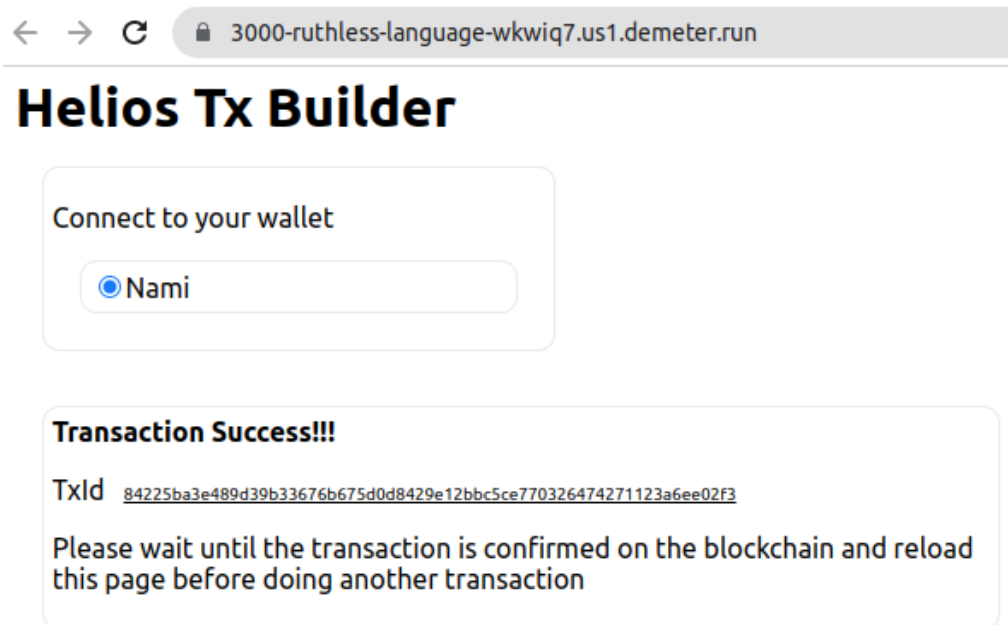 3000-ruthless-language-wkwiq7.us1.demeter.run
Helios Tx Builder
Connect to your wallet
Nami
Transaction Success!!!
TxId 84225ba3e489d39b33676b675d0d8429e12bbc5ce770326474271123a6ee02f3
Please wait until the transaction is confirmed on the blockchain and reload
this page before doing another transaction